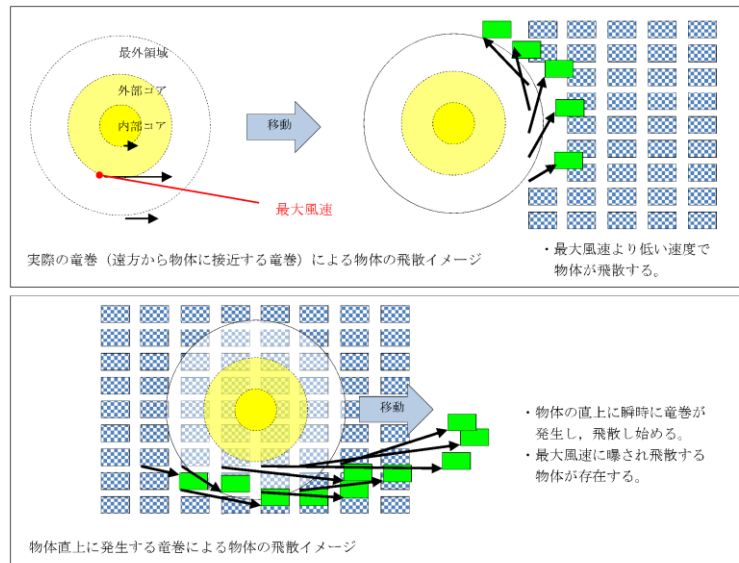 最外領域
外部コア
内部コア
移動
最大風速
実際の竜巻（遠方から物体に接近する竜巻）による物体の飛散イメージ
・最大風速より低い速度で
物体が飛散する。
移動
・物体の直上に瞬時に竜巻が
発生し，飛散し始める。
・最大風速に曝され飛散する
物体が存在する。
物体直上に発生する竜巻による物体の飛散イメージ